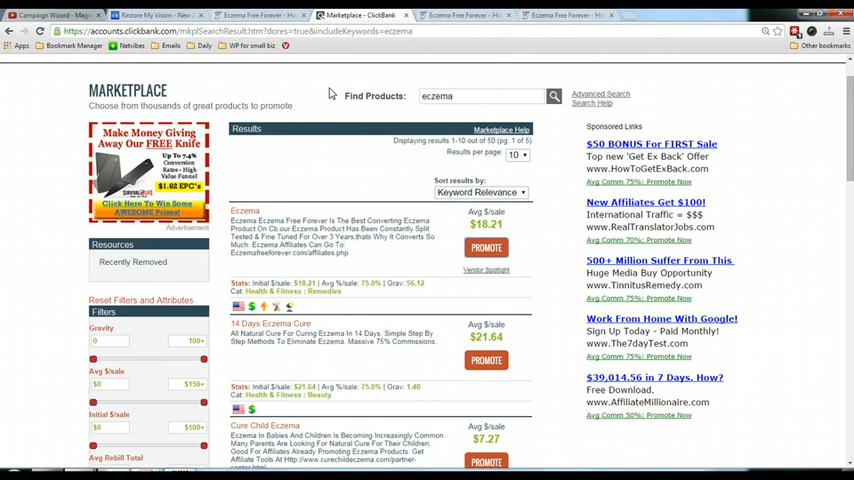 Campaign Wizard - Mage
Restore My Vision - New A
Eczema Free Forever - Ho
Marketplace - ClickBank
Eczema Free Forever - Ho
Eczema Free Forever - Ho
https://accounts.clickbank.com/mkplSearchResult.htm?dores=true&includeKeywords=eczema
Apps
Bookmark Manager
Netvibes
Emails
Daily
WP for small biz
Other bookmarks
MARKETPLACE
Choose from thousands of great products to promote
Find Products:
eczema
Advanced Search
Search Help
Make Money Giving
Away Our FREE Knife
Up To 7.4%
Conversion
Rates -
High Value
Funnel
$1.62 EPC's
SURVIVAL LIFE
Click Here To Win Some
AWESOME Prizes!
Advertisement
Resources
Recently Removed
Reset Filters and Attributes
Filters
Gravity
0
100+
Avg $/sale
$0
$150+
Initial $/sale
$0
$100+
Avg Rebill Total
Results
Marketplace Help
Displaying results 1-10 out of 50 (pg. 1 of 5)
Results per page:
10
Sort results by:
Keyword Relevance
Eczema
Eczema Eczema Free Forever Is The Best Converting Eczema
Product On Cb.our Eczema Product Has Been Constantly Split
Tested & Fine Tuned For Over 3 Years,thats Why It Converts So
Much. Eczema Affiliates Can Go To:
Eczemafreeforever.com/affiliates.php
Avg $/sale
$18.21
PROMOTE
Vendor Spotlight
Stats: Initial $/sale: $18.21 | Avg %/sale: 75.0% | Grav: 56.12
Cat: Health & Fitness : Remedies
14 Days Eczema Cure
All Natural Cure For Curing Eczema In 14 Days. Simple Step By
Step Methods To Eliminate Eczema. Massive 75% Commissions.
Avg $/sale
$21.64
PROMOTE
Stats: Initial $/sale: $21.64 | Avg %/sale: 75.0% | Grav: 1.40
Cat: Health & Fitness : Beauty
Cure Child Eczema
Eczema In Babies And Children Is Becoming Increasingly Common.
Many Parents Are Looking For Natural Cure For Their Children.
Good For Affiliates Already Promoting Eczema Products. Get
Affiliate Tools At Http://www.curechildeczema.com/partner-
center.html
Avg $/sale
$7.27
PROMOTE
Sponsored Links
$50 BONUS For FIRST Sale
Top new 'Get Ex Back' Offer
www.HowToGetExBack.com
Avg Comm 75%: Promote Now
New Affiliates Get $100!
International Traffic = $$$
www.RealTranslatorJobs.com
Avg Comm 70%: Promote Now
500+ Million Suffer From This
Huge Media Buy Opportunity
www.TinnitusRemedy.com
Avg Comm 75%: Promote Now
Work From Home With Google!
Sign Up Today - Paid Monthly!
www.The7dayTest.com
Avg Comm 75%: Promote Now
$39,014.56 in 7 Days. How?
Free Download.
www.AffiliateMillionaire.com
Avg Comm 50%: Promote Now